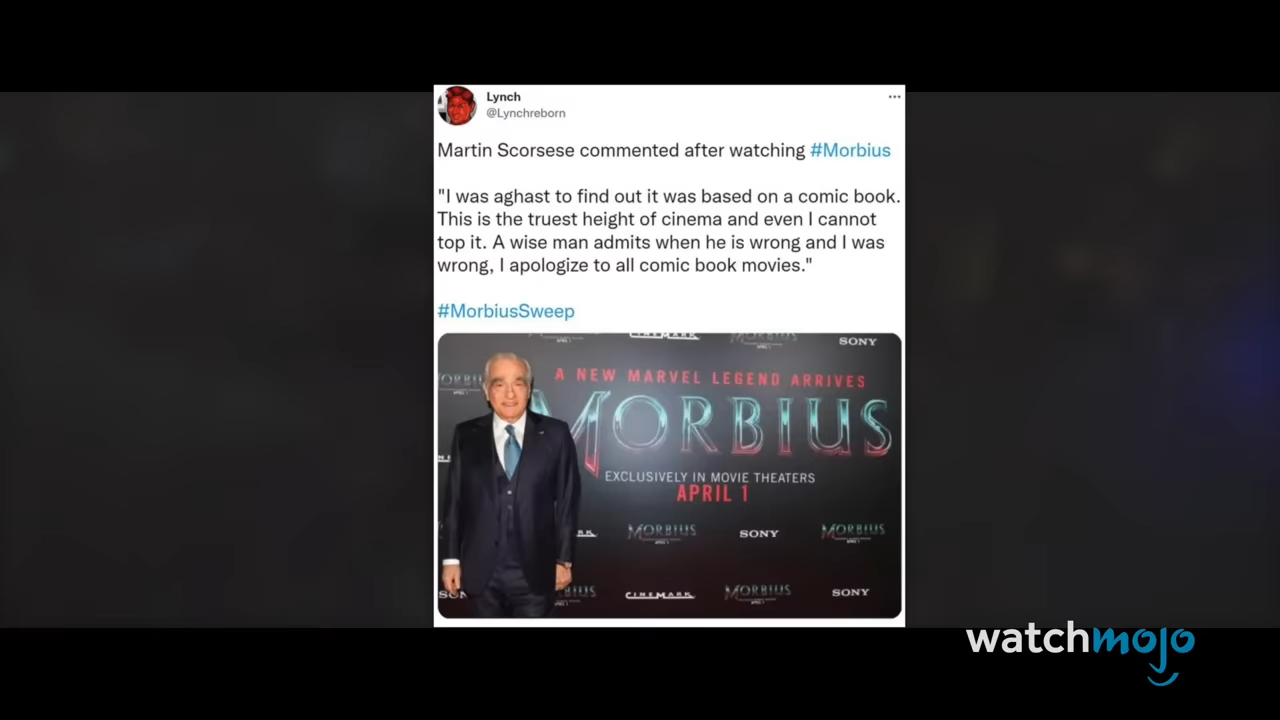 Lynch
@Lynchreborn
Martin Scorsese commented after watching #Morbius
"I was aghast to find out it was based on a comic book.
This is the truest height of cinema and even I cannot
top it. A wise man admits when he is wrong and I was
wrong, I apologize to all comic book movies."
#MorbiusSweep
CINEMARK MORBIUS SONY
A NEW MARVEL LEGEND ARRIVES
MORBIUS
EXCLUSIVELY IN MOVIE THEATERS
APRIL 1
MORBIUS SONY MORBIUS
CINEMARK MORBIUS SONY
watchmojo